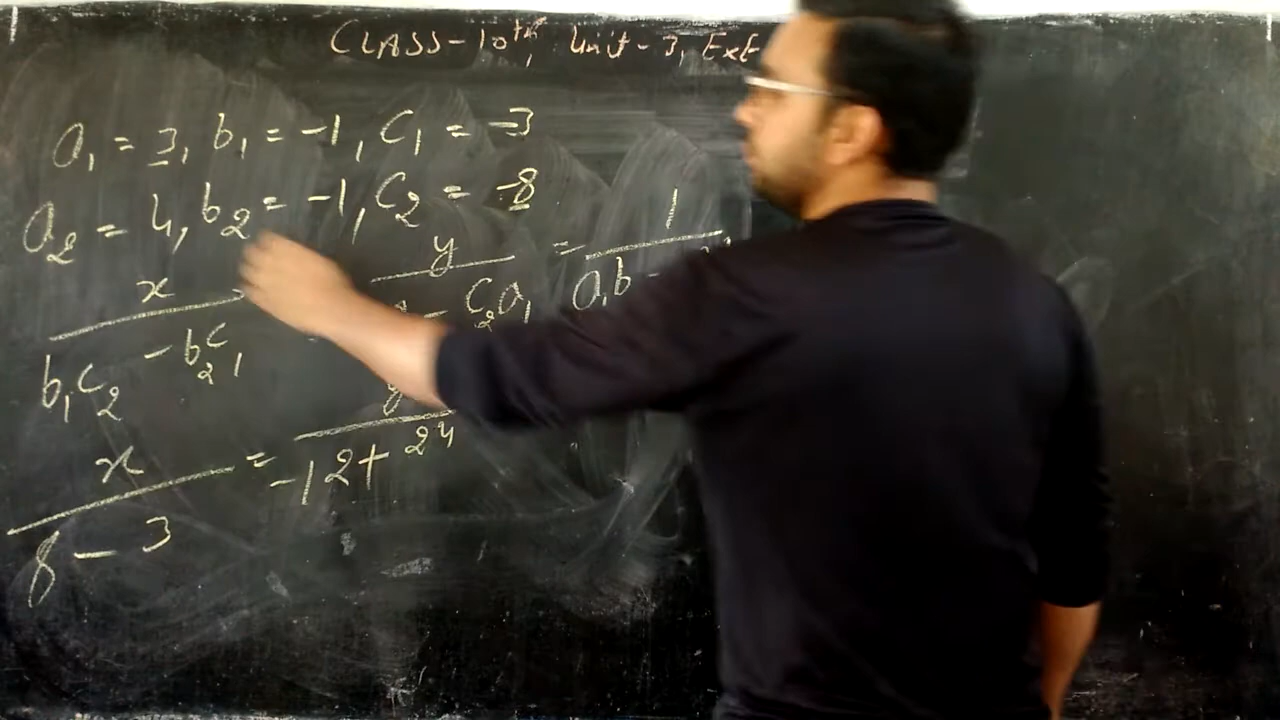 CLASS-10th, Unit-3, EXE
a₁ = 3, b₁ = -1, C₁ = -3
a₂ = 4, b₂ = -1, C₂ = -8
x y = 1
b₁c₂ - b₂c₁ - c₂a₁ a₁b
x = y
8 - 3 -12 + 24